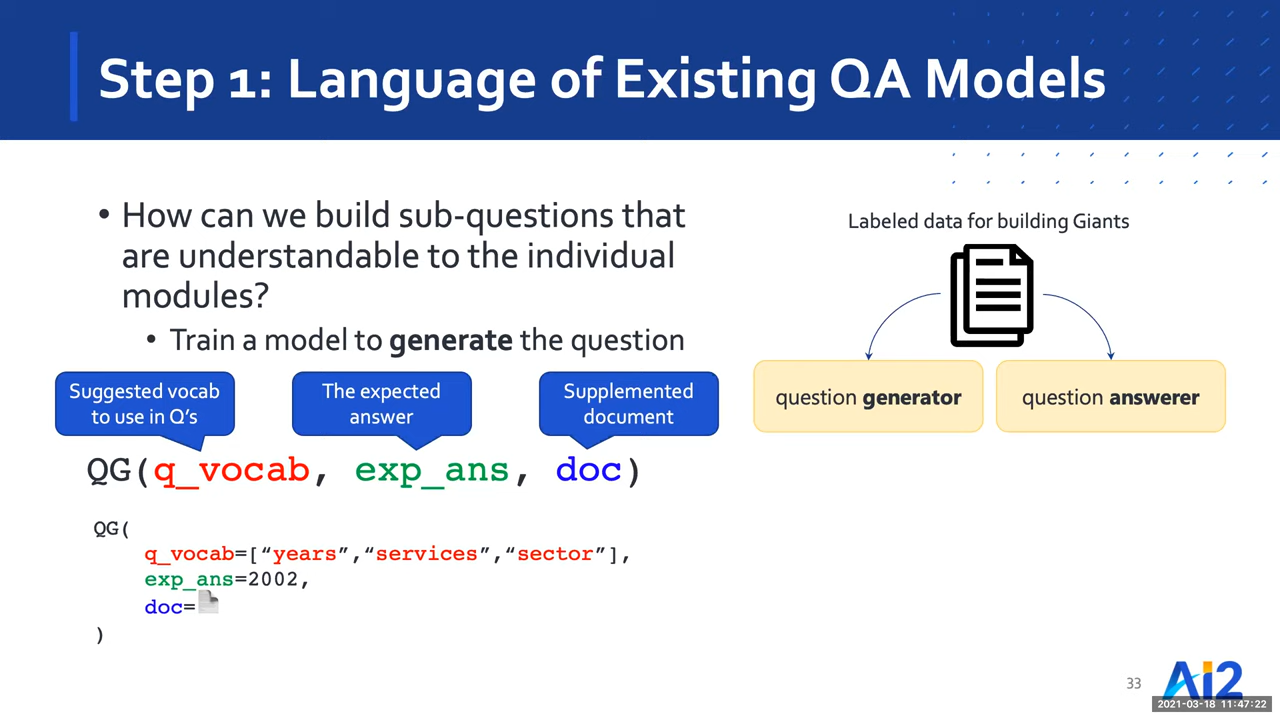 Step 1: Language of Existing QA Models
• How can we build sub-questions that
are understandable to the individual
modules?
• Train a model to generate the question
Suggested vocab
to use in Q's
The expected
answer
Supplemented
document
QG(q_vocab, exp_ans, doc)
QG(
q_vocab=[“years”,“services”,“sector”],
exp_ans=2002,
doc=
)
Labeled data for building Giants
question generator
question answerer
33
AI2
2021-03-18 11:47:22